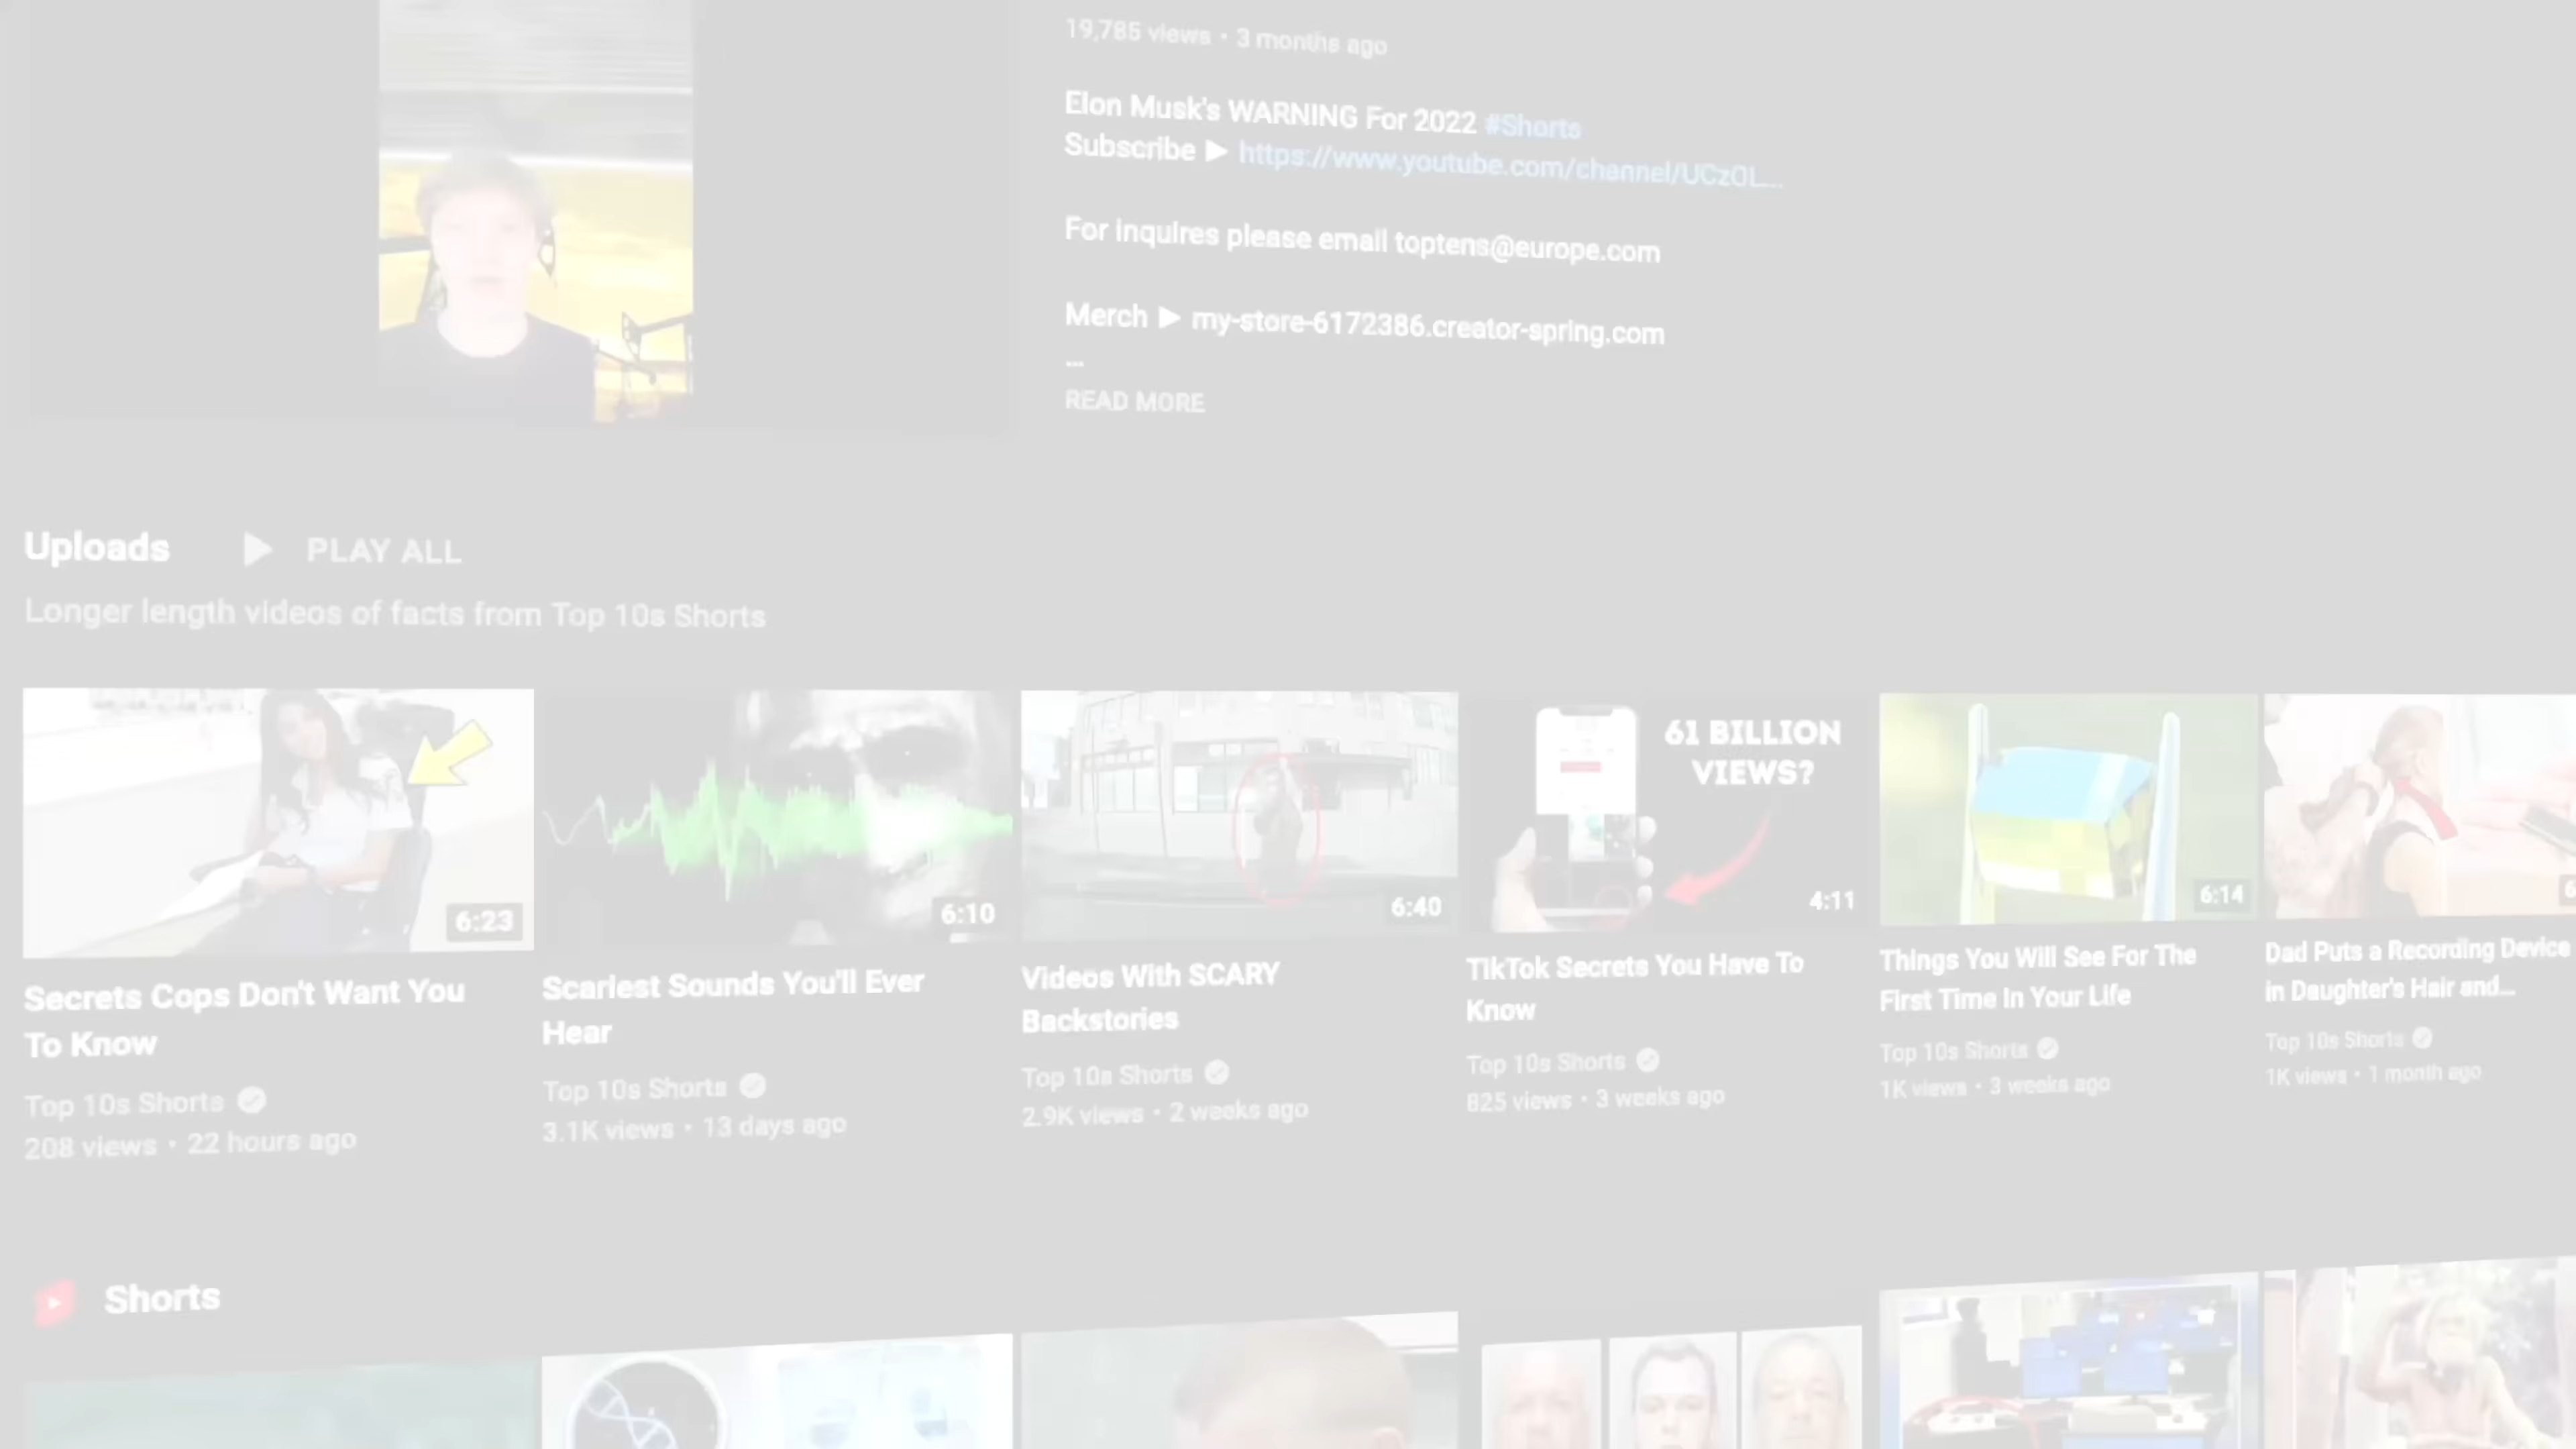 19,785 views • 3 months ago
Elon Musk's WARNING For 2022 #Shorts
Subscribe ▶ https://www.youtube.com/channel/UCz0L...
For inquires please email toptens@europe.com
Merch ▶ my-store-6172386.creator-spring.com
...
READ MORE
Uploads ▶ PLAY ALL
Longer length videos of facts from Top 10s Shorts
61 BILLION
VIEWS?
6:23
6:10
6:40
4:11
6:14
Secrets Cops Don't Want You
To Know
Top 10s Shorts
208 views • 22 hours ago
Scariest Sounds You'll Ever
Hear
Top 10s Shorts
3.1K views • 13 days ago
Videos With SCARY
Backstories
Top 10s Shorts
2.9K views • 2 weeks ago
TikTok Secrets You Have To
Know
Top 10s Shorts
825 views • 3 weeks ago
Things You Will See For The
First Time In Your Life
Top 10s Shorts
1K views • 3 weeks ago
Dad Puts a Recording Device
in Daughter's Hair and...
Top 10s Shorts
1K views • 1 month ago
Shorts